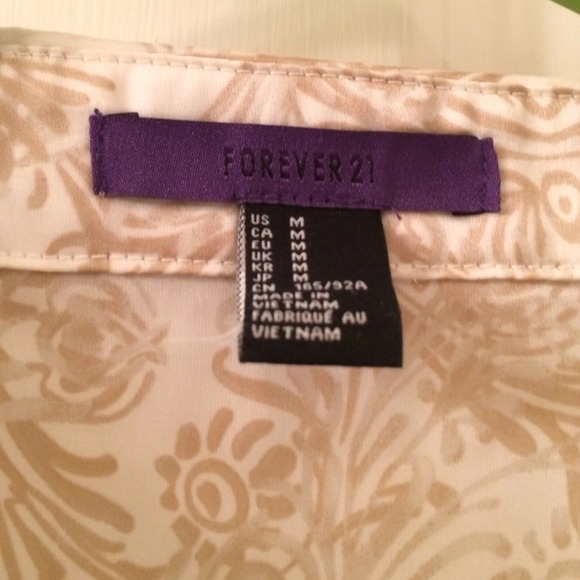 FOREVER 21
US M
CA M
EU M
UK M
KR M
JP M
CN 165/92A
MADE IN
VIETNAM
FABRIQUÉ AU
VIETNAM